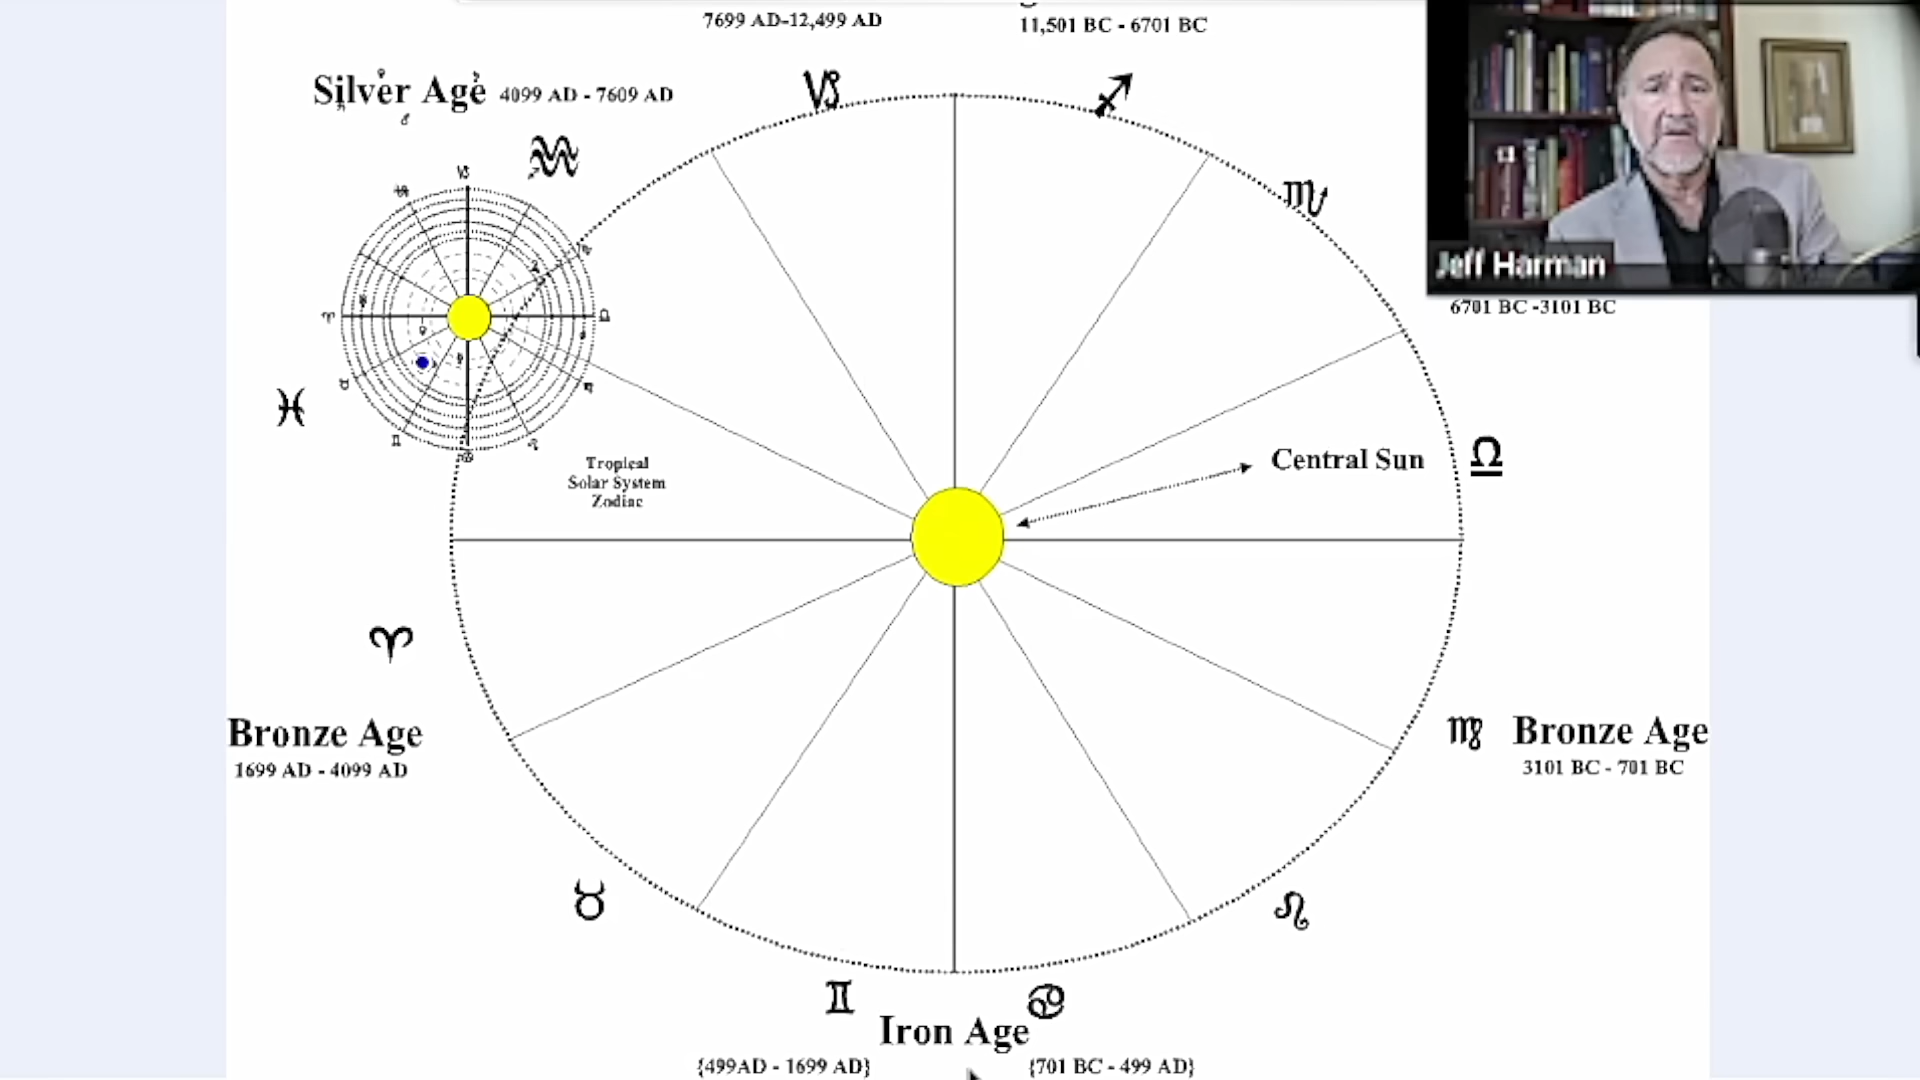 7699 AD-12,499 AD
11,501 BC - 6701 BC
Silver Age 4099 AD - 7609 AD
Jeff Harman
6701 BC -3101 BC
Central Sun
Tropical
Solar System
Zodiac
Bronze Age
1699 AD - 4099 AD
Bronze Age
3101 BC - 701 BC
Iron Age
{499AD - 1699 AD}
{701 BC - 499 AD}